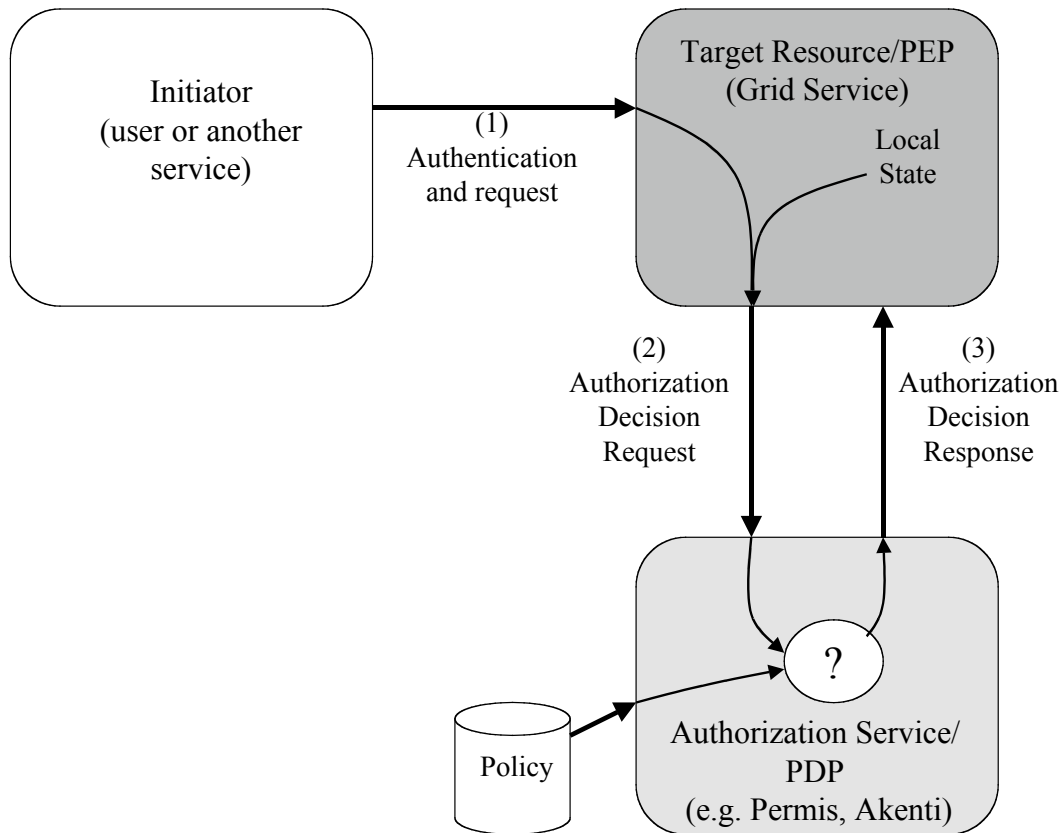 Initiator
(user or another
service)
(1)
Authentication
and request
Target Resource/PEP
(Grid Service)
Local
State
(2)
Authorization
Decision
Request
(3)
Authorization
Decision
Response
?
Policy
Authorization Service/
PDP
(e.g. Permis, Akenti)